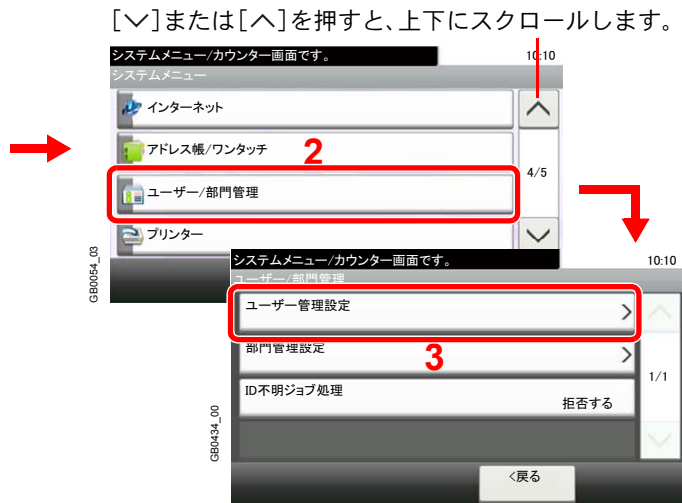 [∨]または[∧]を押すと、上下にスクロールします。
システムメニュー/カウンター画面です。
10:10
システムメニュー
インターネット
アドレス帳/ワンタッチ
2
4/5
ユーザー/部門管理
プリンター
GB0054_03
システムメニュー/カウンター画面です。
10:10
ユーザー/部門管理
ユーザー管理設定
部門管理設定
3
1/1
ID不明ジョブ処理
拒否する
GB0434_00
<戻る